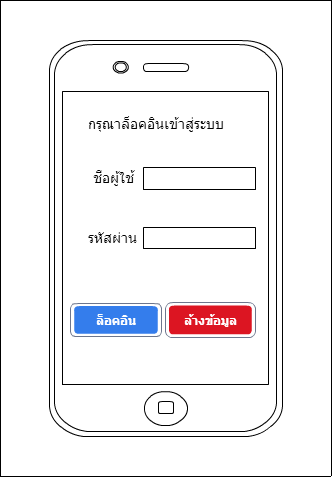 กรุณาล็อคอินเข้าสู่ระบบ
ชื่อผู้ใช้
รหัสผ่าน
ล็อคอิน ล้างข้อมูล